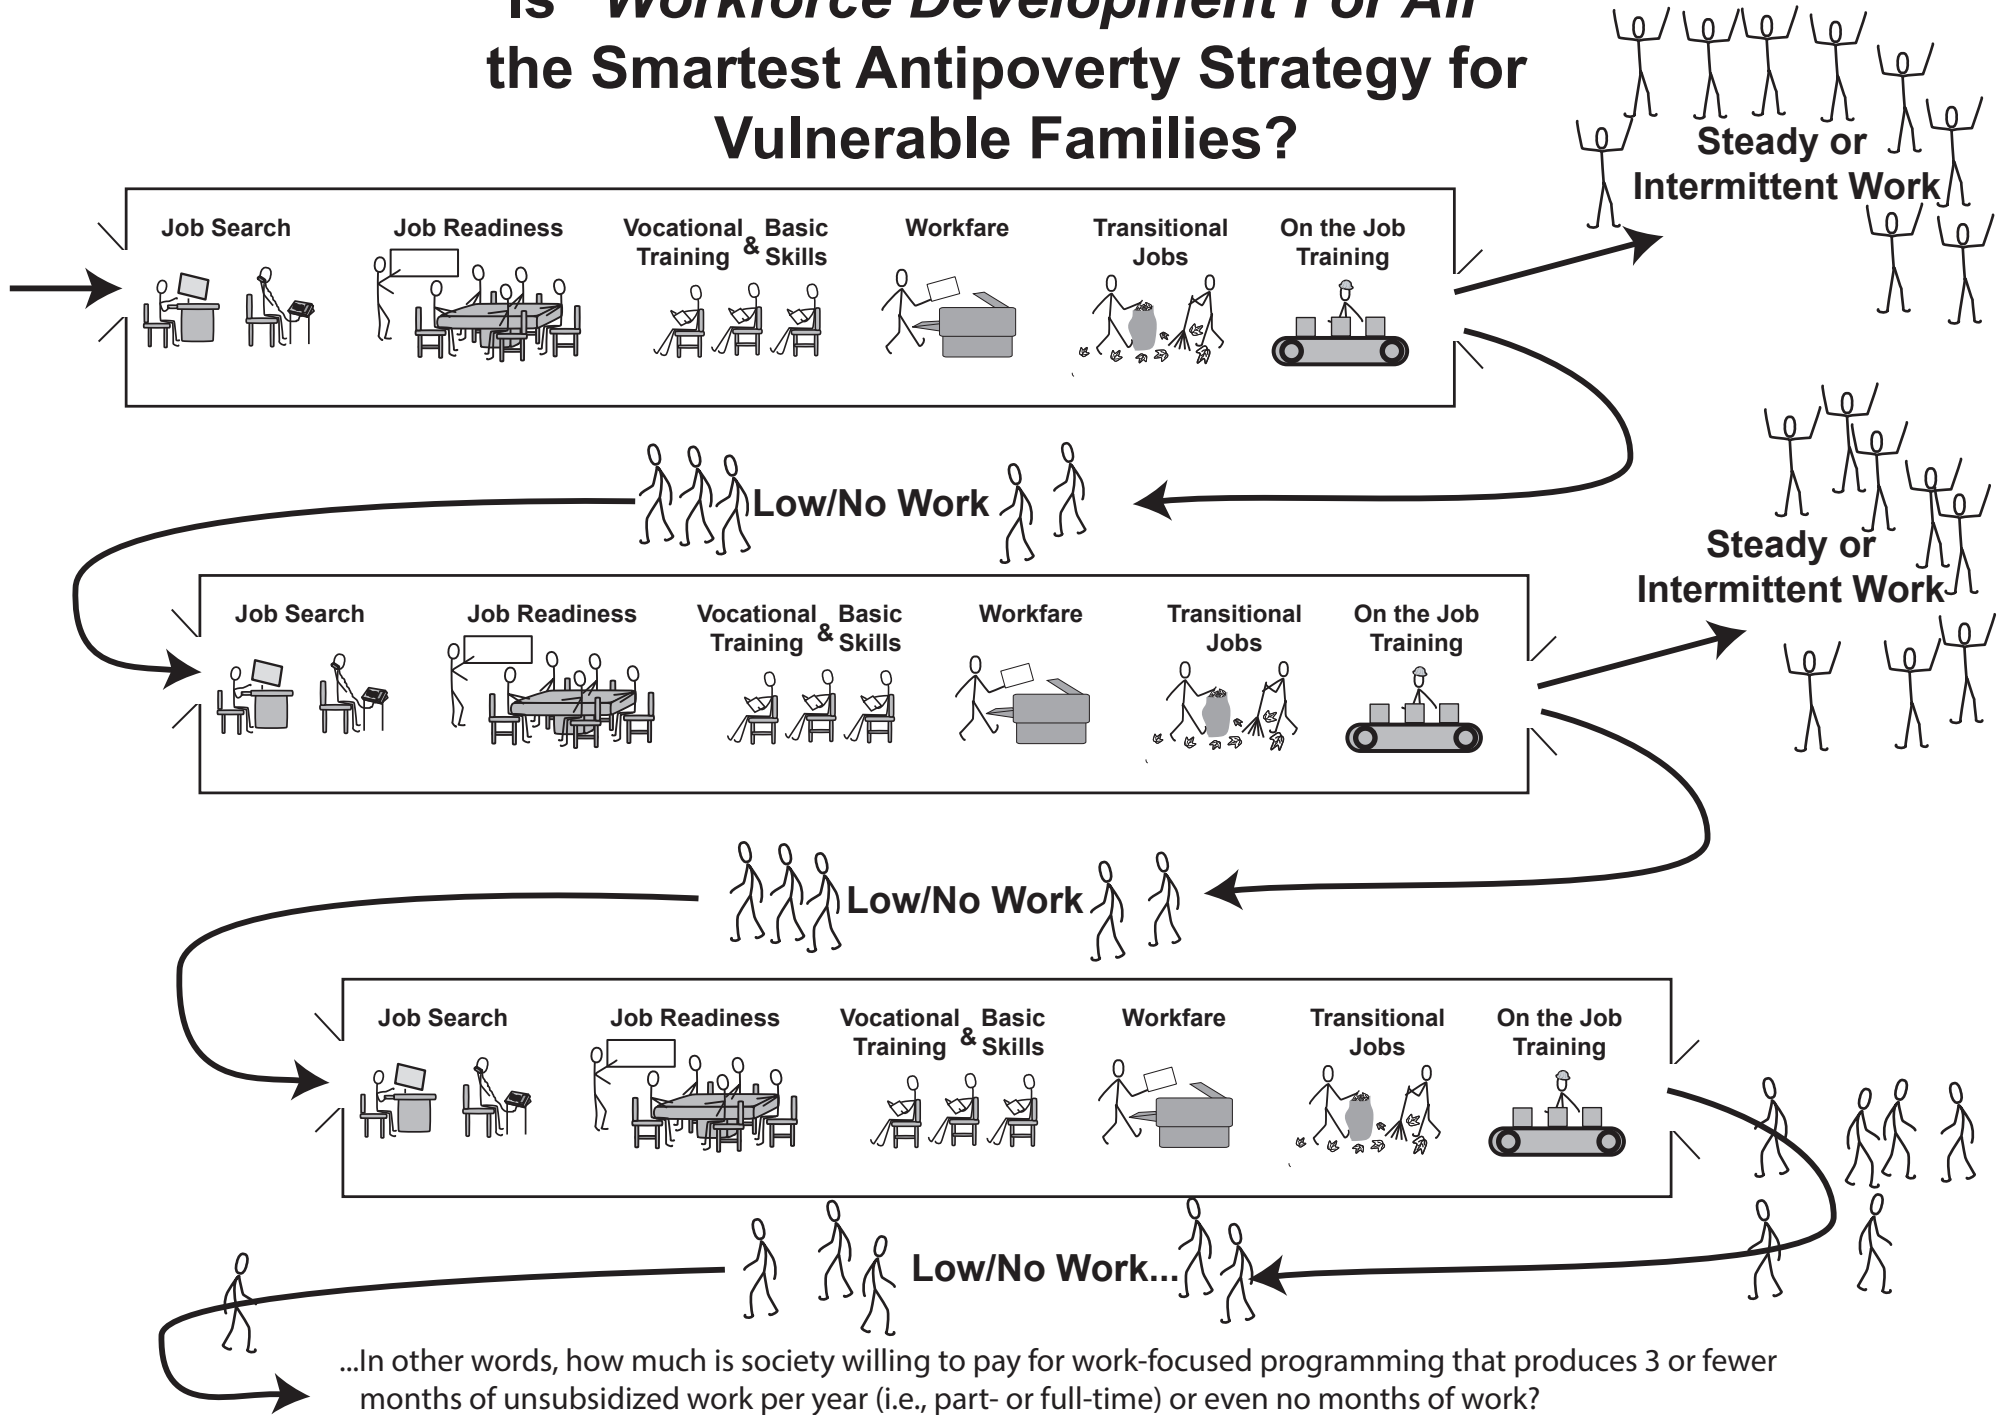 Is "Workforce Development For All"
the Smartest Antipoverty Strategy for
Vulnerable Families?
Steady or
Intermittent Work
Job Search
Job Readiness
Vocational & Basic
Training Skills
Workfare
Transitional
Jobs
On the Job
Training
Low/No Work
Steady or
Intermittent Work
Job Search
Job Readiness
Vocational & Basic
Training Skills
Workfare
Transitional
Jobs
On the Job
Training
Low/No Work
Job Search
Job Readiness
Vocational & Basic
Training Skills
Workfare
Transitional
Jobs
On the Job
Training
Low/No Work...
...In other words, how much is society willing to pay for work-focused programming that produces 3 or fewer
months of unsubsidized work per year (i.e., part- or full-time) or even no months of work?